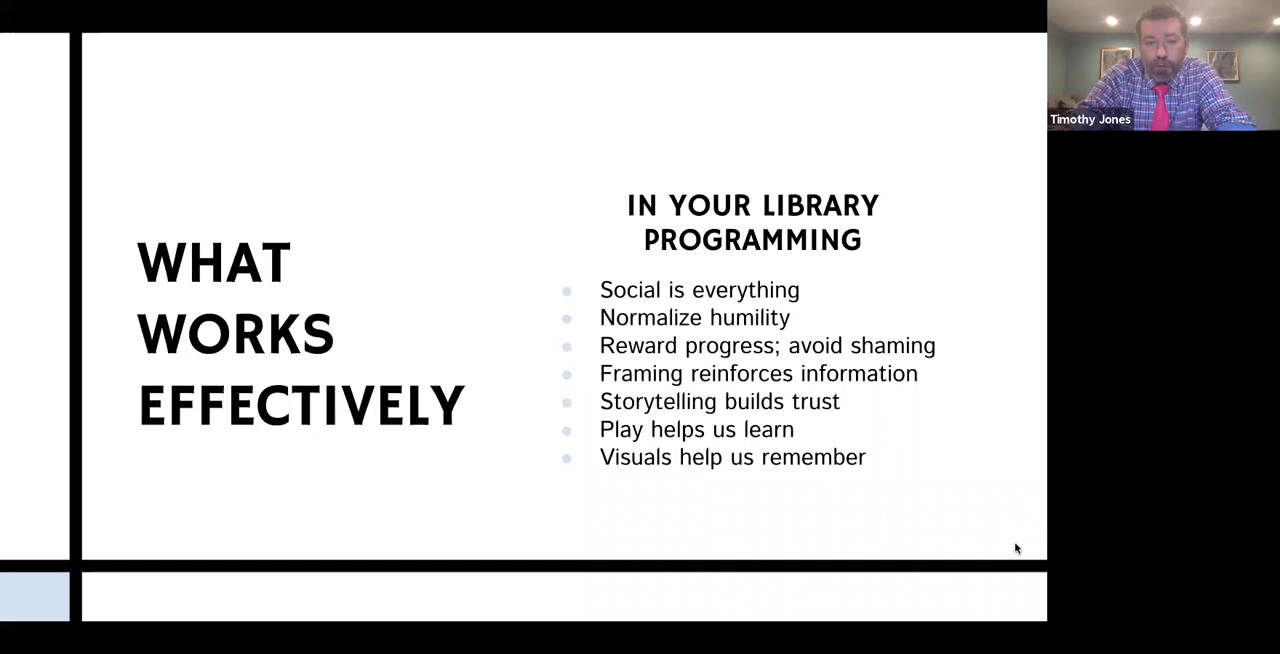 WHAT
WORKS
EFFECTIVELY
IN YOUR LIBRARY
PROGRAMMING
Social is everything
Normalize humility
Reward progress; avoid shaming
Framing reinforces information
Storytelling builds trust
Play helps us learn
Visuals help us remember
Timothy Jones